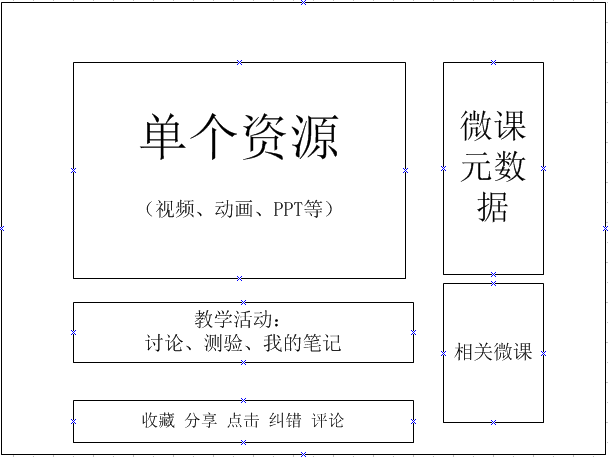 单个资源
（视频、动画、PPT等）
教学活动：
讨论、测验、我的笔记
收藏 分享 点击 纠错 评论
微课
元数
据
相关微课